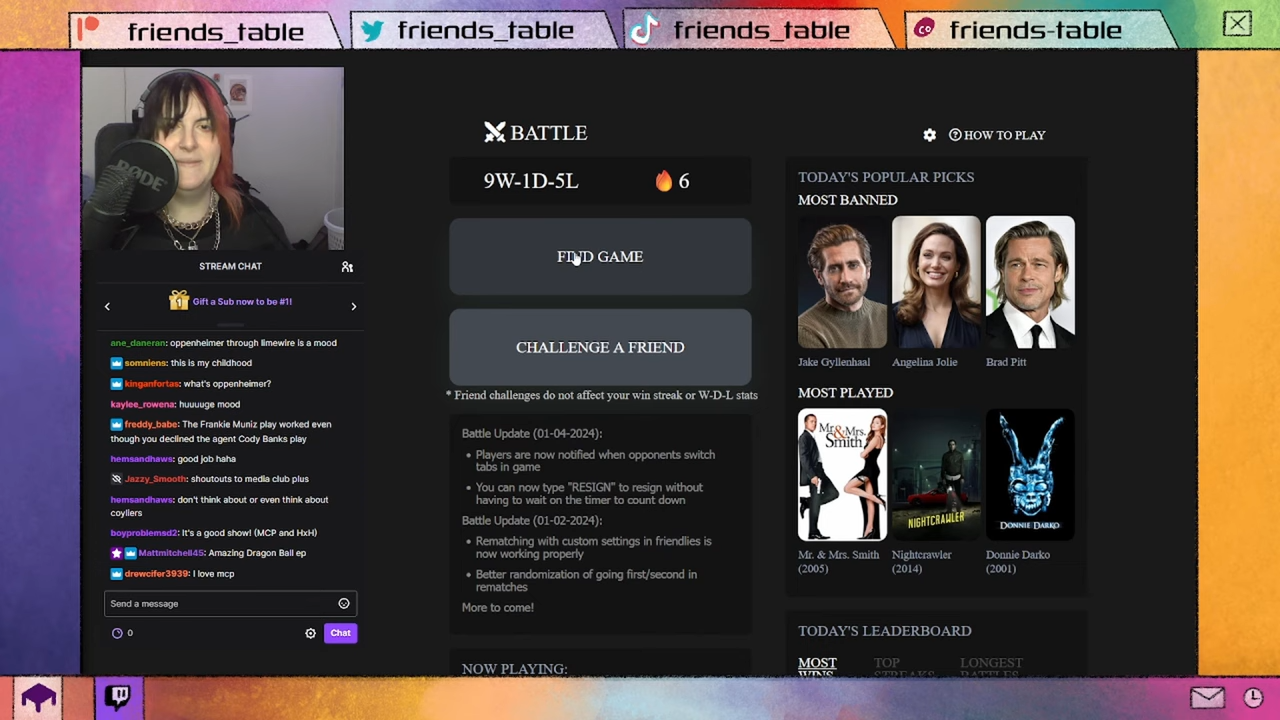 friends_table
friends_table
friends_table
friends-table
RØDE
STREAM CHAT
Gift a Sub now to be #1!
ane_daneran: oppenheimer through limewire is a mood
somniens: this is my childhood
kinganfortas: what's oppenheimer?
kaylee_rowena: huuuuge mood
freddy_babe: The Frankie Muniz play worked even
though you declined the agent Cody Banks play
hemsandhaws: good job haha
Jazzy_Smooth: shoutouts to media club plus
hemsandhaws: don't think about or even think about
coyllers
boyproblemsd2: It's a good show! (MCP and HxH)
Mattmitchell45: Amazing Dragon Ball ep
drewcifer3939: I love mcp
Send a message
0
Chat
BATTLE
9W-1D-5L
6
FIND GAME
CHALLENGE A FRIEND
* Friend challenges do not affect your win streak or W-D-L stats
Battle Update (01-04-2024):
• Players are now notified when opponents switch
tabs in game
• You can now type "RESIGN" to resign without
having to wait on the timer to count down
Battle Update (01-02-2024):
• Rematching with custom settings in friendlies is
now working properly
• Better randomization of going first/second in
rematches
More to come!
NOW PLAYING:
HOW TO PLAY
TODAY'S POPULAR PICKS
MOST BANNED
Jake Gyllenhaal
Angelina Jolie
Brad Pitt
MOST PLAYED
Mr.& Mrs.
Smith
NIGHTCRAWLER
DONNIE DARKO
Mr. & Mrs. Smith
(2005)
Nightcrawler
(2014)
Donnie Darko
(2001)
TODAY'S LEADERBOARD
MOST
WINS
TOP
STREAKS
LONGEST
BATTLES